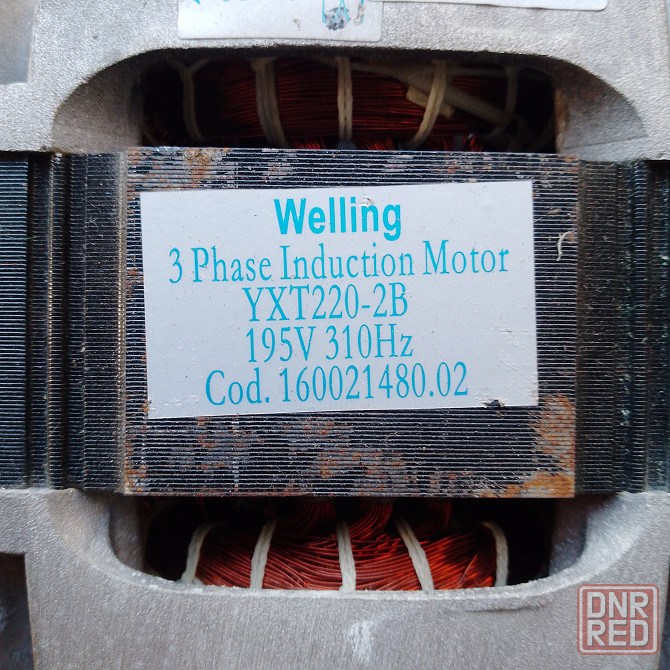 Welling
3 Phase Induction Motor
YXT220-2B
195V 310Hz
Cod. 160021480.02
DNR
RED